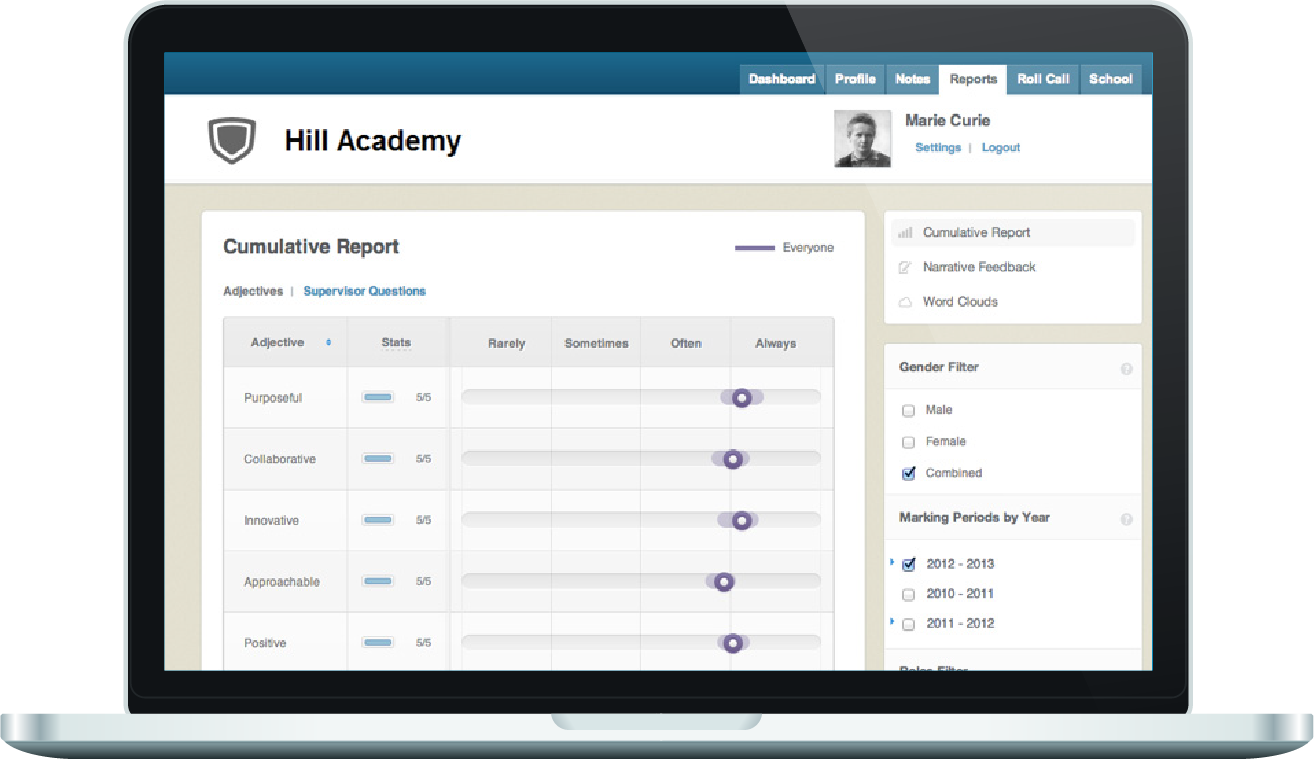 Dashboard Profile Notes Reports Roll Call School
Hill Academy
Marie Curie
Settings | Logout
Cumulative Report
Everyone
Adjectives | Supervisor Questions
Adjective Stats Rarely Sometimes Often Always
Purposeful 5/5
Collaborative 5/5
Innovative 5/5
Approachable 5/5
Positive 5/5
Cumulative Report
Narrative Feedback
Word Clouds
Gender Filter ?
Male
Female
Combined
Marking Periods by Year ?
2012 - 2013
2010 - 2011
2011 - 2012